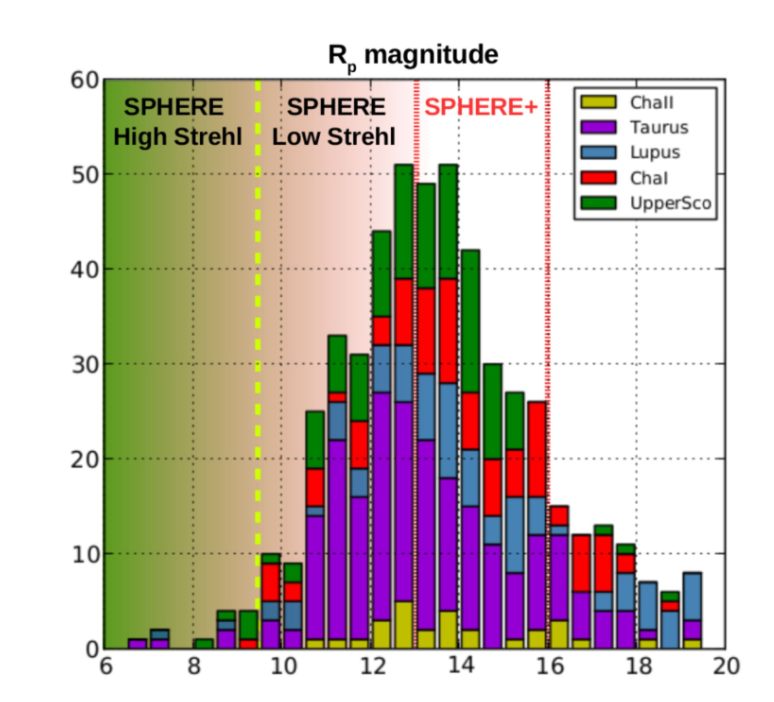 Rp magnitude
60
50
40
30
20
10
0
SPHERE
High Strehl
SPHERE
Low Strehl
SPHERE+
ChaII
Taurus
Lupus
ChaI
UpperSco
6 8 10 12 14 16 18 20